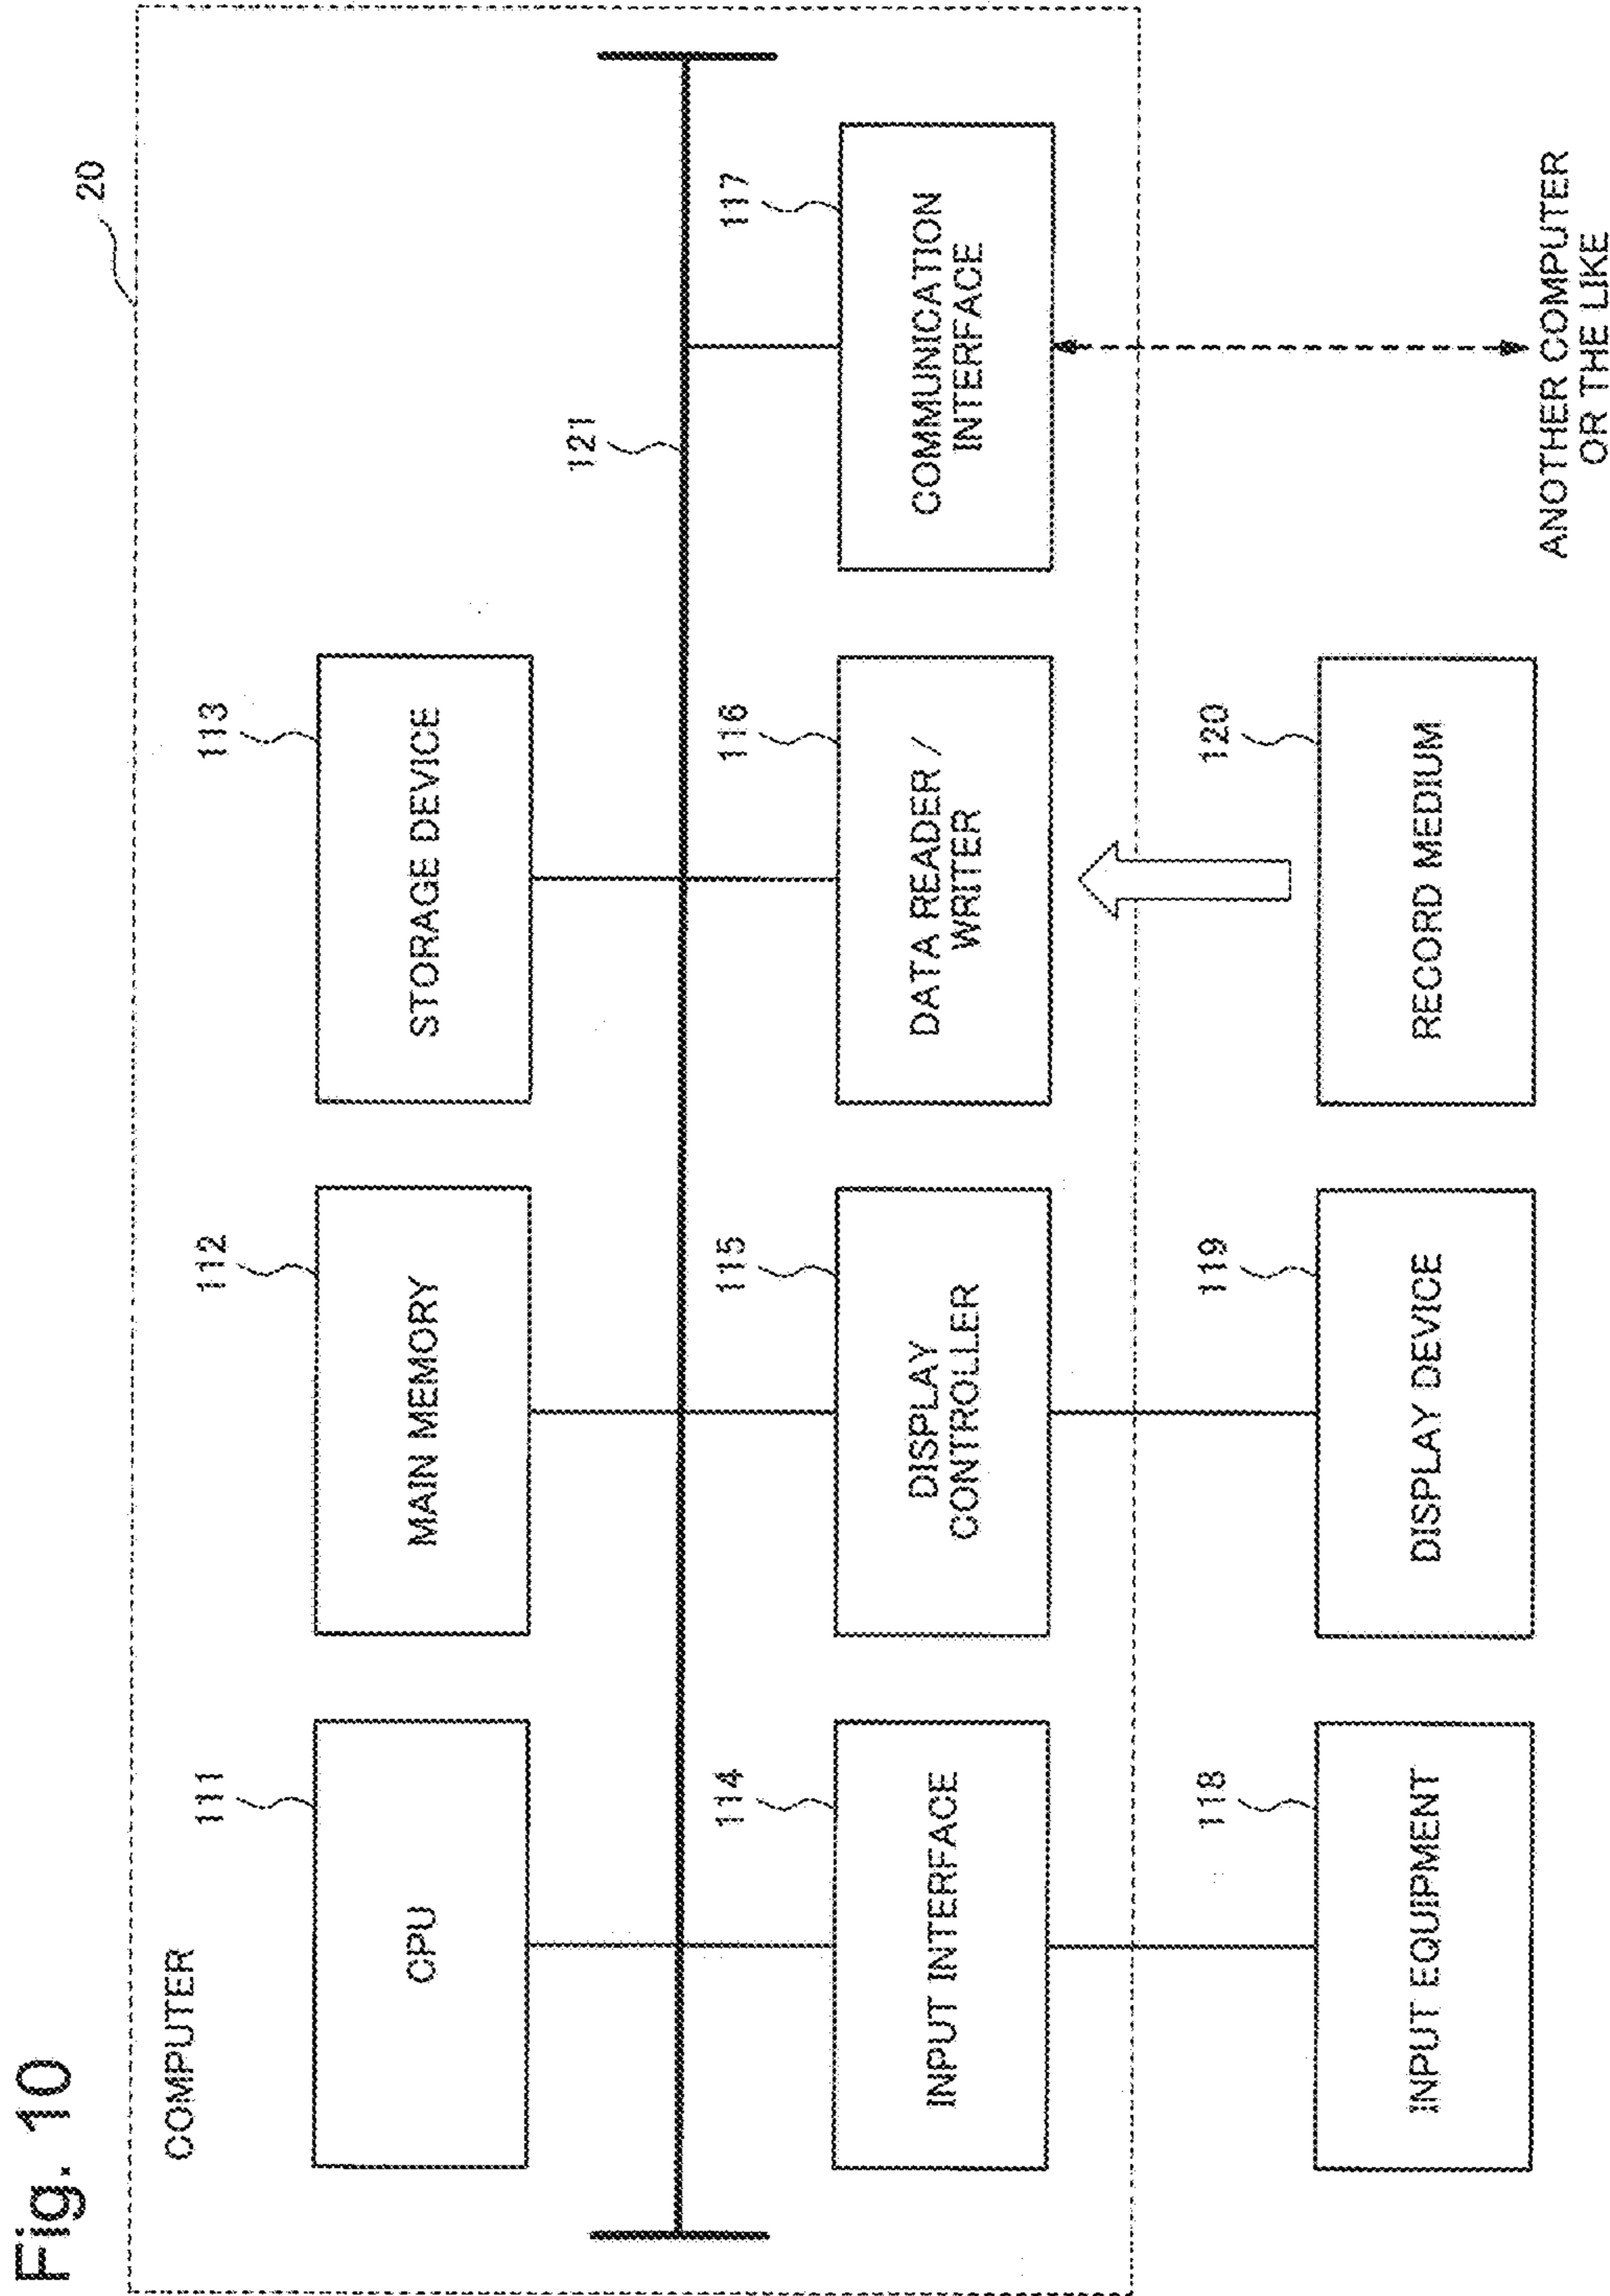 Fig. 10
20
COMPUTER
111
112
113
CPU
MAIN MEMORY
STORAGE DEVICE
121
114
115
116
117
INPUT INTERFACE
DISPLAY
CONTROLLER
DATA READER /
WRITER
COMMUNICATION
INTERFACE
118
119
120
INPUT EQUIPMENT
DISPLAY DEVICE
RECORD MEDIUM
ANOTHER COMPUTER
OR THE LIKE